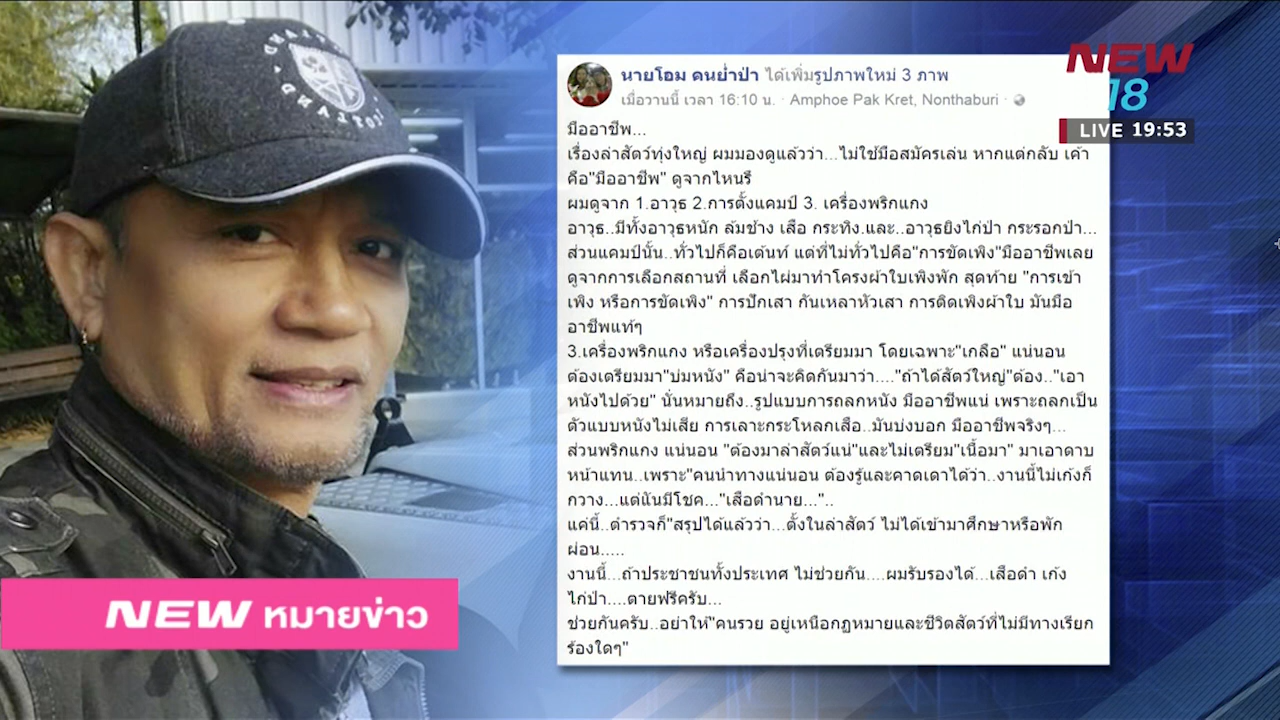 NEW
18
LIVE 19:53
นายโอม คนย่ำป่า ได้เพิ่มรูปภาพใหม่ 3 ภาพ
เมื่อวานนี้ เวลา 16:10 น. · Amphoe Pak Kret, Nonthaburi ·
มืออาชีพ...
เรื่องล่าสัตว์ทุ่งใหญ่ ผมมองดูแล้วว่า...ไม่ใช้มือสมัครเล่น หากแต่กลับ เค้า
คือ"มืออาชีพ" ดูจากไหนรึ
ผมดูจาก 1.อาวุธ 2.การตั้งแคมป์ 3. เครื่องพริกแกง
อาวุธ..มีทั้งอาวุธหนัก ล้มช้าง เสือ กระทิง.และ..อาวุธยิงไก่ป่า กระรอกป่า...
ส่วนแคมป์นั้น..ทั่วไปก็คือเต้นท์ แต่ที่ไม่ทั่วไปคือ"การขัดเพิง"มืออาชีพเลย
ดูจากการเลือกสถานที่ เลือกไผ่มาทำโครงผ้าใบเพิงพัก สุดท้าย "การเข้า
เพิง หรือการขัดเพิง" การปักเสา กันเหลาหัวเสา การติดเพิงผ้าใบ มันมือ
อาชีพแท้ๆ
3.เครื่องพริกแกง หรือเครื่องปรุงที่เตรียมมา โดยเฉพาะ"เกลือ" แน่นอน
ต้องเตรียมมา"บ่มหนัง" คือน่าจะคิดกันมาว่า...."ถ้าได้สัตว์ใหญ่"ต้อง.."เอา
หนังไปด้วย" นั่นหมายถึง..รูปแบบการถลกหนัง มืออาชีพแน่ เพราะถลกเป็น
ตัวแบบหนังไม่เสีย การเลาะกระโหลกเสือ..มันบ่งบอก มืออาชีพจริงๆ...
ส่วนพริกแกง แน่นอน "ต้องมาล่าสัตว์แน่"และไม่เตรียม"เนื้อมา" มาเอาดาบ
หน้าแทน..เพราะ"คนนำทางแน่นอน ต้องรู้และคาดเดาได้ว่า..งานนี้ไม่เก้งก็
กวาง...แต่ฉันมีโชค..."เสือดำนาย..."..
แค่นี้..ตำรวจก็"สรุปได้แล้วว่า...ตั้งในล่าสัตว์ ไม่ได้เข้ามาศึกษาหรือพัก
ผ่อน.....
งานนี้...ถ้าประชาชนทั้งประเทศ ไม่ช่วยกัน....ผมรับรองได้...เสือดำ เก้ง
ไก่ป่า....ตายฟรีครับ...
ช่วยกันครับ..อย่าให้"คนรวย อยู่เหนือกฎหมายและชีวิตสัตว์ที่ไม่มีทางเรียก
ร้องใดๆ"
NEW หมายข่าว